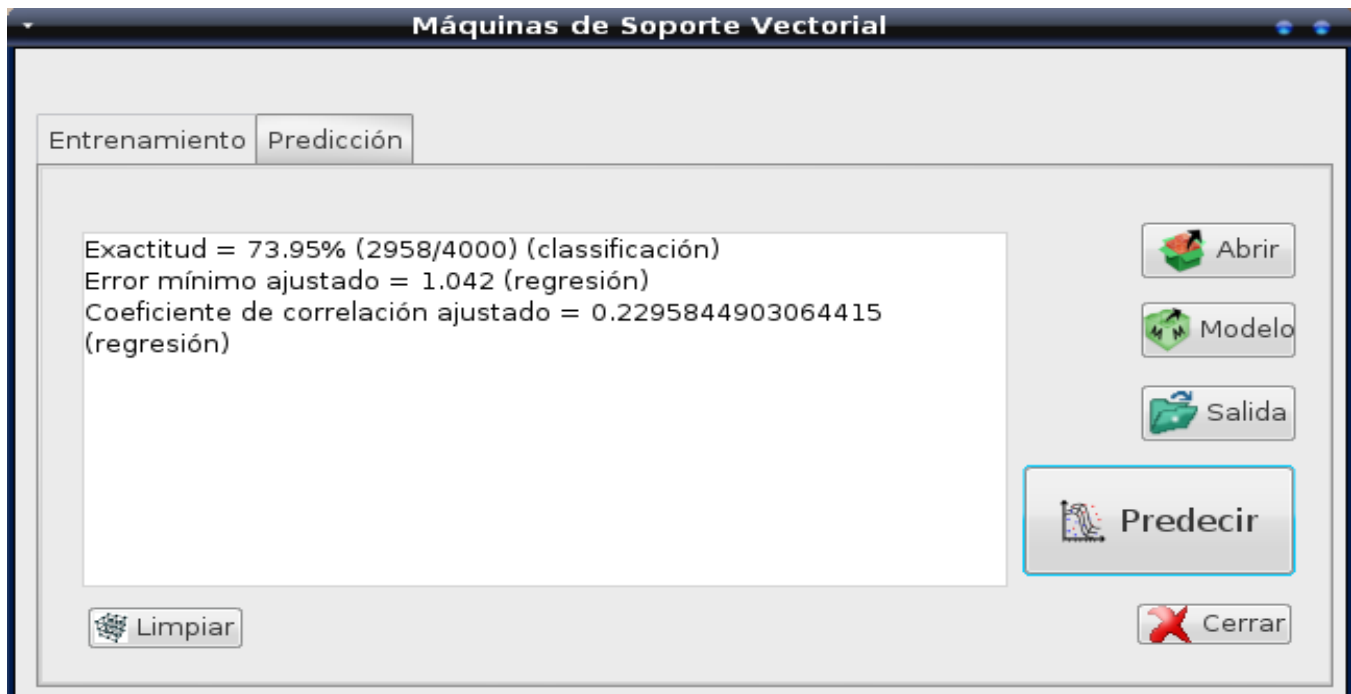 Máquinas de Soporte Vectorial
Entrenamiento Predicción
Exactitud = 73.95% (2958/4000) (classificación)
Error mínimo ajustado = 1.042 (regresión)
Coeficiente de correlación ajustado = 0.2295844903064415
(regresión)
Abrir
Modelo
Salida
Predecir
Limpiar
Cerrar